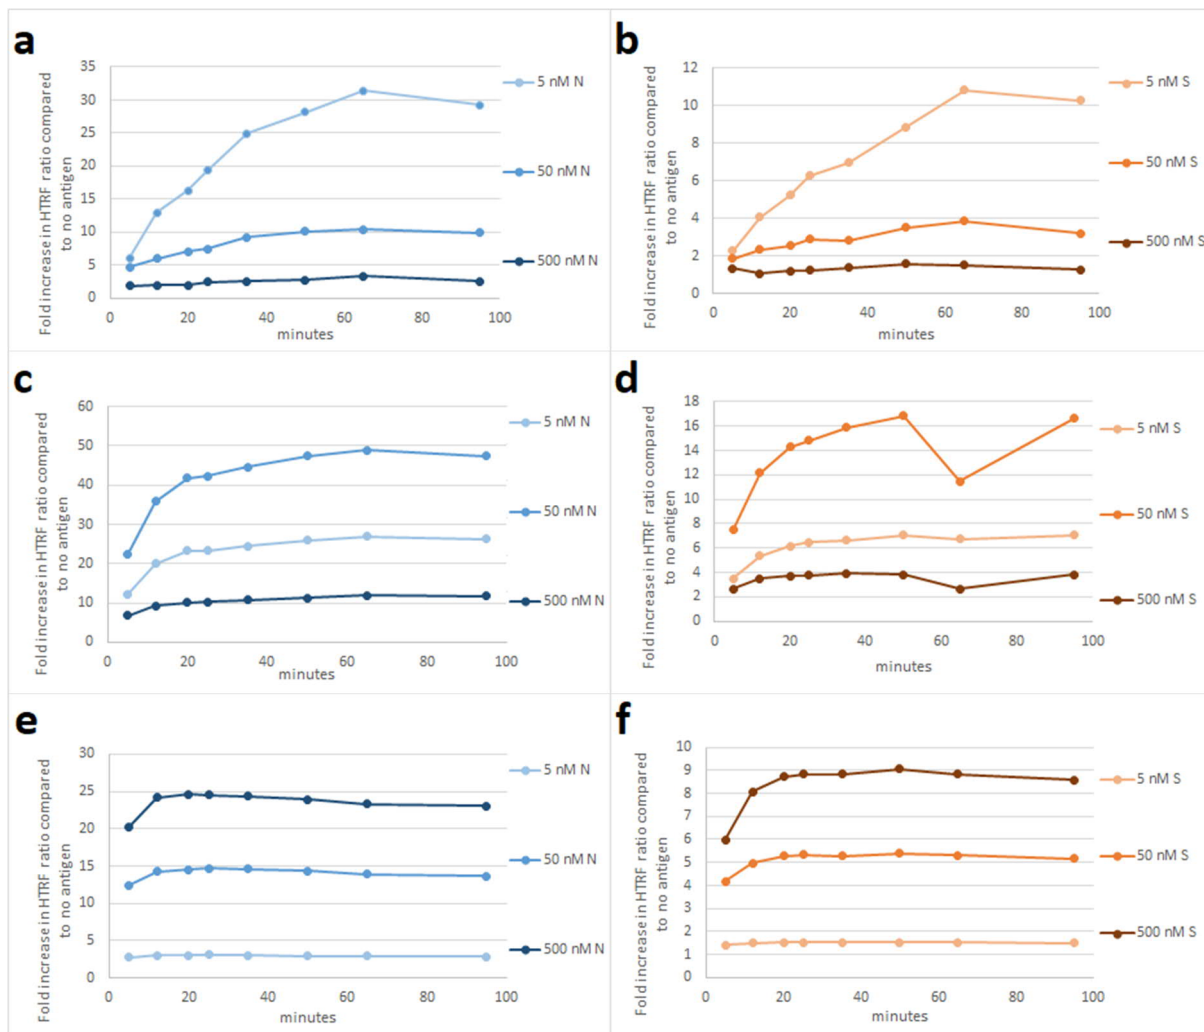 a
Fold increase in HTRF ratio compared
to no antigen
35
30
25
20
15
10
5
0
0 20 40 60 80 100
minutes
5 nM N
50 nM N
500 nM N
b
Fold increase in HTRF ratio compared
to no antigen
12
10
8
6
4
2
0
0 20 40 60 80 100
minutes
5 nM S
50 nM S
500 nM S
c
Fold increase in HTRF ratio compared
to no antigen
60
50
40
30
20
10
0
0 20 40 60 80 100
minutes
5 nM N
50 nM N
500 nM N
d
Fold increase in HTRF ratio compared
to no antigen
18
16
14
12
10
8
6
4
2
0
0 20 40 60 80 100
minutes
5 nM S
50 nM S
500 nM S
e
Fold increase in HTRF ratio compared
to no antigen
30
25
20
15
10
5
0
0 20 40 60 80 100
minutes
5 nM N
50 nM N
500 nM N
f
Fold increase in HTRF ratio compared
to no antigen
10
9
8
7
6
5
4
3
2
1
0
0 20 40 60 80 100
minutes
5 nM S
50 nM S
500 nM S